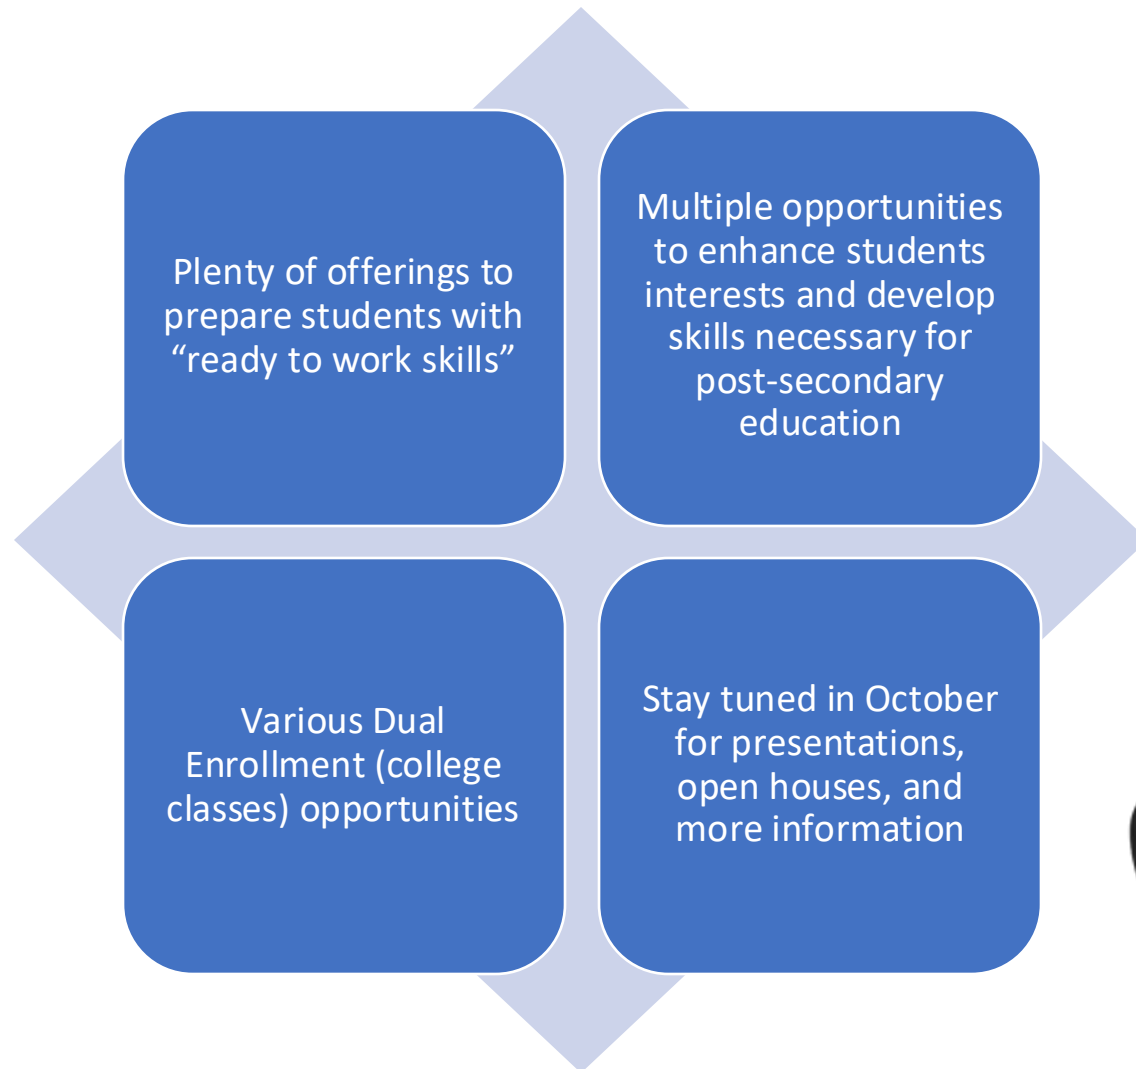 Plenty of offerings to
prepare students with
“ready to work skills”
Multiple opportunities
to enhance students
interests and develop
skills necessary for
post-secondary
education
Various Dual
Enrollment (college
classes) opportunities
Stay tuned in October
for presentations,
open houses, and
more information